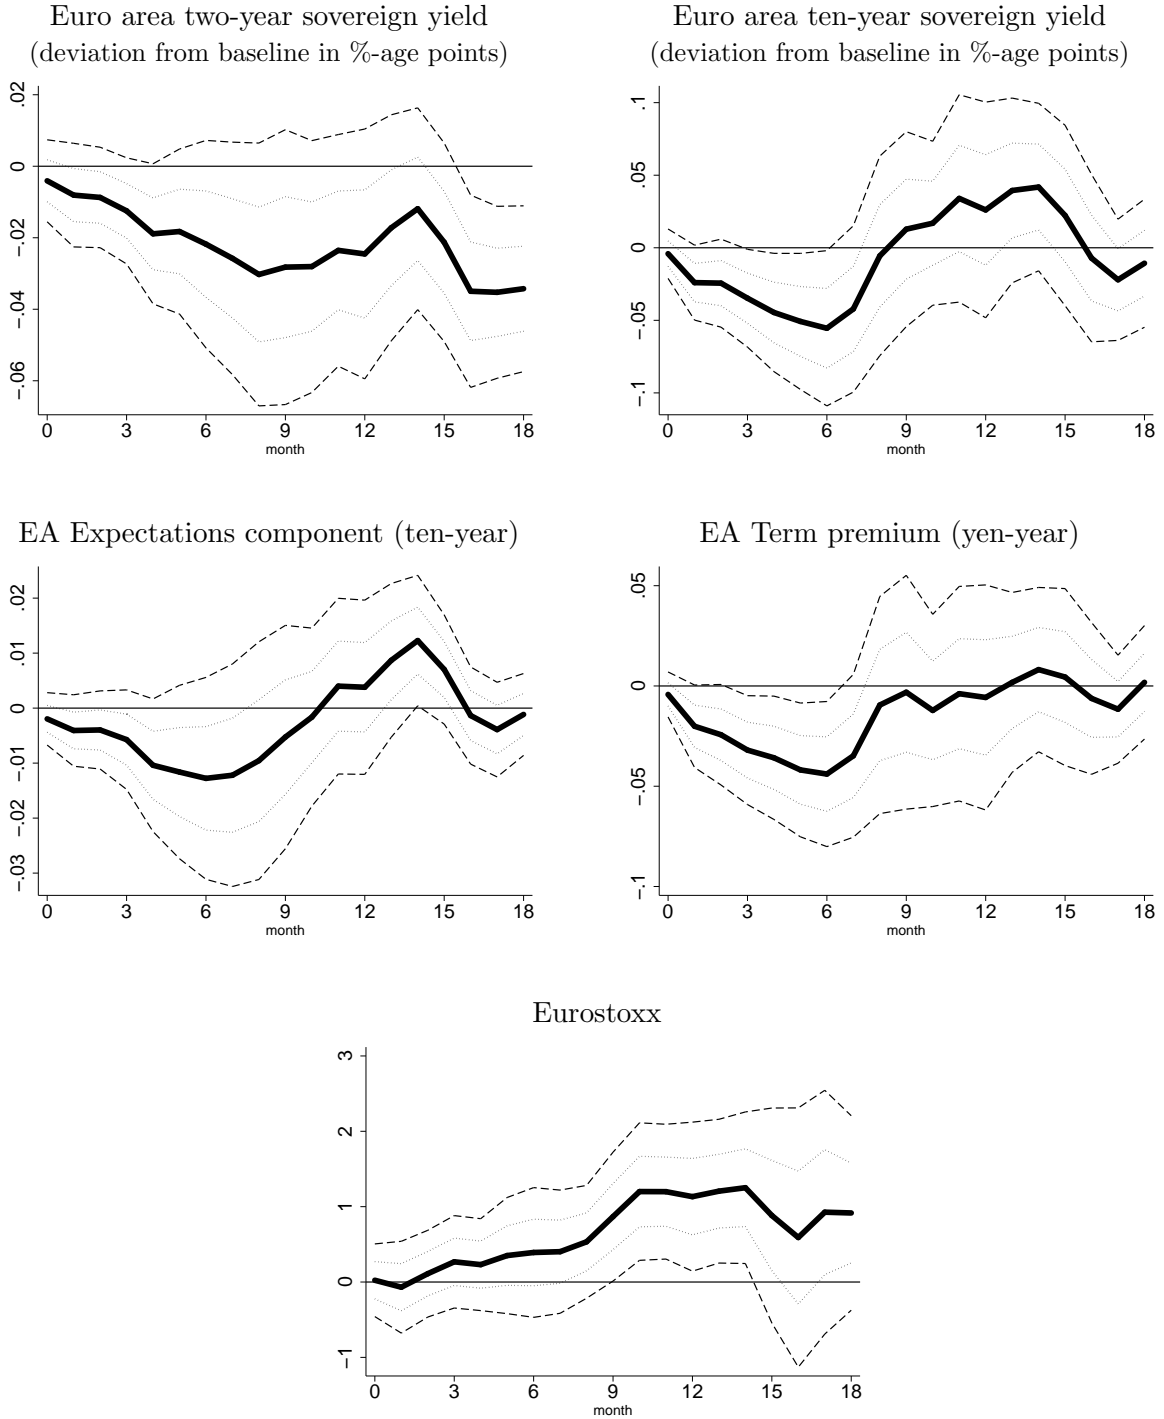 Euro area two-year sovereign yield
(deviation from baseline in %-age points)
.02
0
-.02
-.04
-.06
0 3 6 9 12 15 18
month
Euro area ten-year sovereign yield
(deviation from baseline in %-age points)
.1
.05
0
-.05
-.1
0 3 6 9 12 15 18
month
EA Expectations component (ten-year)
.02
.01
0
-.01
-.02
-.03
0 3 6 9 12 15 18
month
EA Term premium (yen-year)
.05
0
-.05
-.1
0 3 6 9 12 15 18
month
Eurostoxx
3
2
1
0
-1
0 3 6 9 12 15 18
month